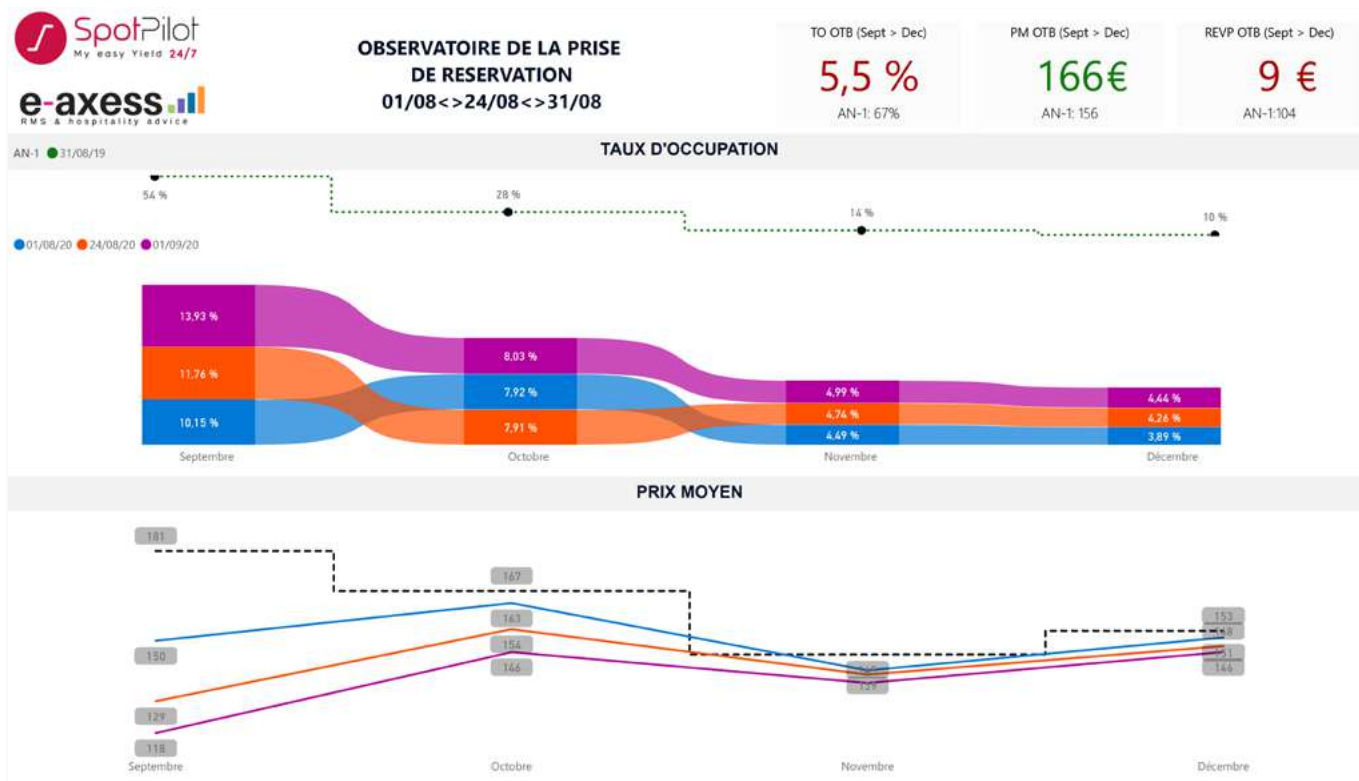 SpotPilot
My easy Yield 24/7
e-axess
RMS & hospitality advice
OBSERVATOIRE DE LA PRISE
DE RESERVATION
01/08<>24/08<>31/08
TO OTB (Sept > Dec)
5,5 %
AN-1: 67%
PM OTB (Sept > Dec)
166€
AN-1: 156
REVP OTB (Sept > Dec)
9 €
AN-1:104
AN-1 31/08/19
TAUX D'OCCUPATION
54 %
28 %
14 %
10 %
01/08/20 24/08/20 01/09/20
13,93 %
11,76 %
10,15 %
8,03 %
7,92 %
7,91 %
4,99 %
4,74 %
4,49 %
4,44 %
4,26 %
3,89 %
Septembre Octobre Novembre Décembre
PRIX MOYEN
181
150
129
118
167
163
154
146
139
153
151
146
Septembre Octobre Novembre Décembre